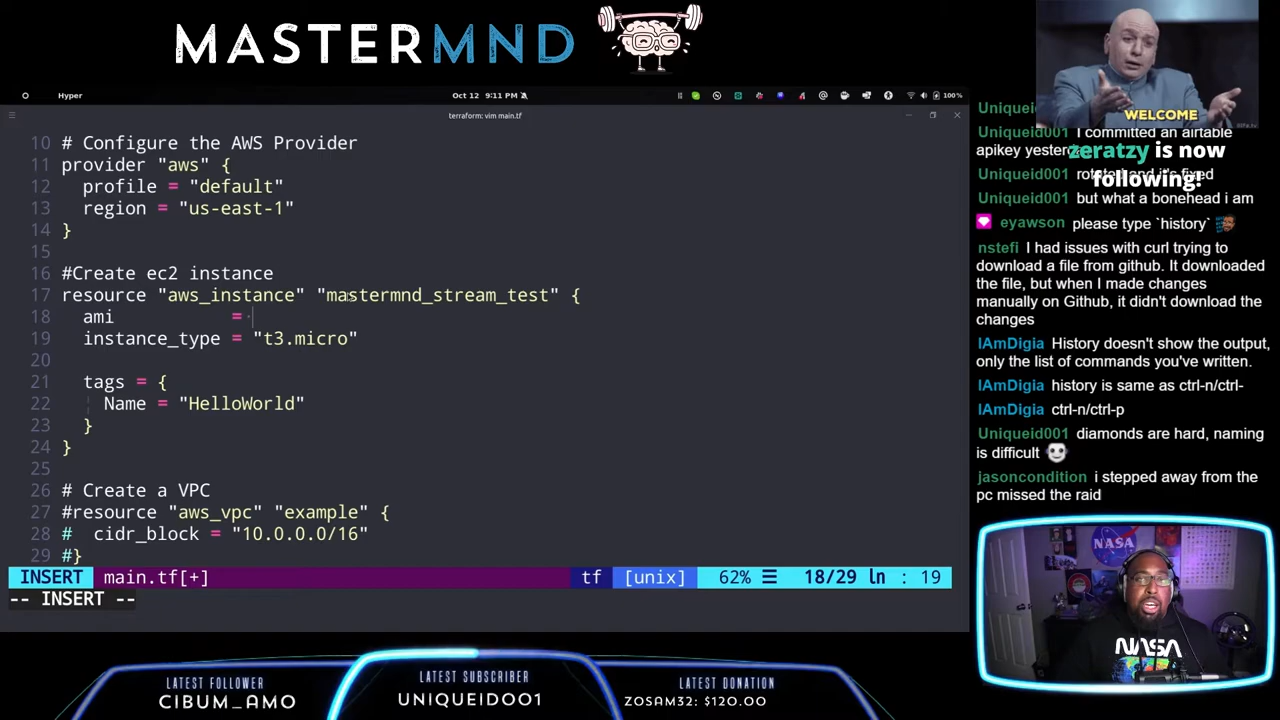 MASTERMND
WELCOME
Hyper
Oct 12 9:11 PM
100%
terraform: vim main.tf
10 # Configure the AWS Provider
11 provider "aws" {
12 profile = "default"
13 region = "us-east-1"
14 }
15
16 #Create ec2 instance
17 resource "aws_instance" "mastermnd_stream_test" {
18 ami =
19 instance_type = "t3.micro"
20
21 tags = {
22 Name = "HelloWorld"
23 }
24 }
25
26 # Create a VPC
27 #resource "aws_vpc" "example" {
28 # cidr_block = "10.0.0.0/16"
29 #}
INSERT main.tf[+] tf [unix] 62% ☰ 18/29 ln : 19
-- INSERT --
Uniqueid001 I committed an airtable
apikey
zeratzy is now
following!
Uniqueid001
Uniqueid001 but what a bonehead i am
eyawson please type `history`
nstefi I had issues with curl trying to
download a file from github. It downloaded
the file, but when I made changes
manually on Github, it didn't download the
changes
IAmDigia History doesn't show the output,
only the list of commands you've written.
IAmDigia history is same as ctrl-n/ctrl-
IAmDigia ctrl-n/ctrl-p
Uniqueid001 diamonds are hard, naming
is difficult
jasoncondition i stepped away from the
pc missed the raid
NASA
NASA
LATEST FOLLOWER
CIBUM_AMO
LATEST SUBSCRIBER
UNIQUEID001
LATEST DONATION
ZOSAM32: $120.00